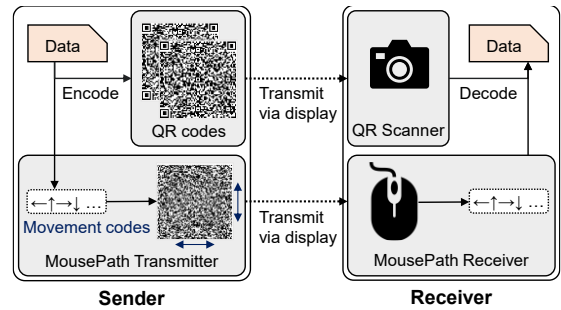 Data
Encode
QR codes
Transmit
via display
QR Scanner
Decode
Data
←↑→↓ ...
Movement codes
MousePath Transmitter
Transmit
via display
←↑→↓ ...
MousePath Receiver
Sender
Receiver